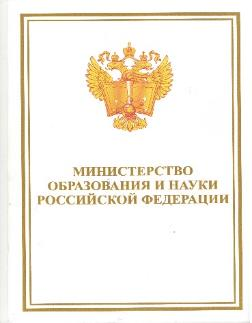 МИНИСТЕРСТВО
ОБРАЗОВАНИЯ И НАУКИ
РОССИЙСКОЙ ФЕДЕРАЦИИ